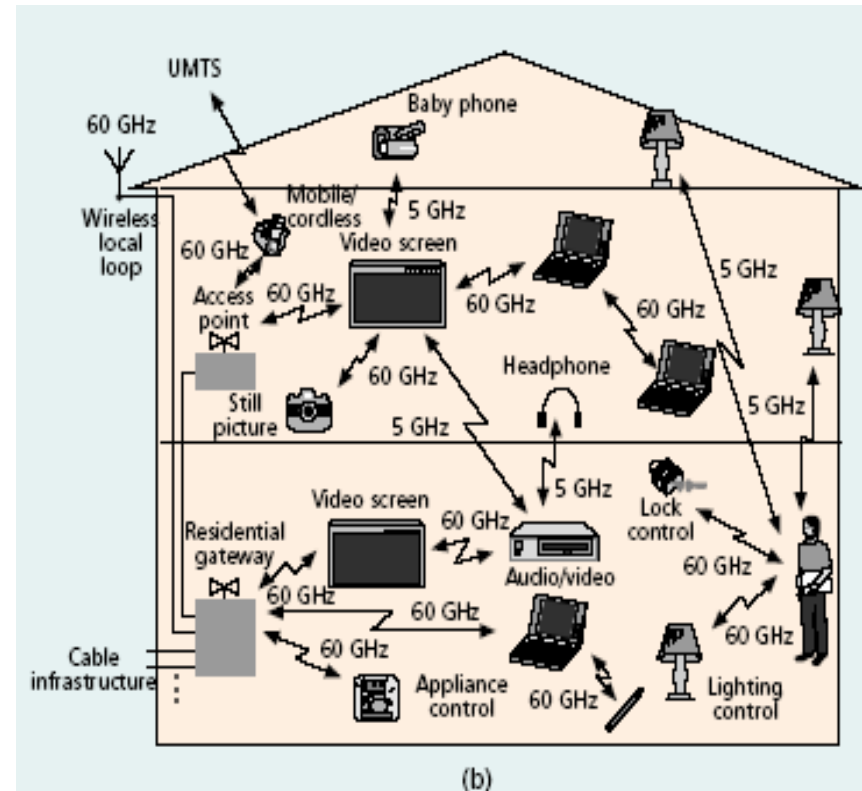 UMTS
60 GHz
Baby phone
Wireless
local
loop
Mobile/
cordless
5 GHz
60 GHz
Video screen
60 GHz
60 GHz
5 GHz
Access
point
60 GHz
60 GHz
Headphone
Still
picture
5 GHz
5 GHz
5 GHz
Video screen
60 GHz
Lock
control
Residential
gateway
Audio/video
60 GHz
60 GHz
60 GHz
60 GHz
60 GHz
Cable
infrastructure
Appliance
control
60 GHz
Lighting
control
(b)